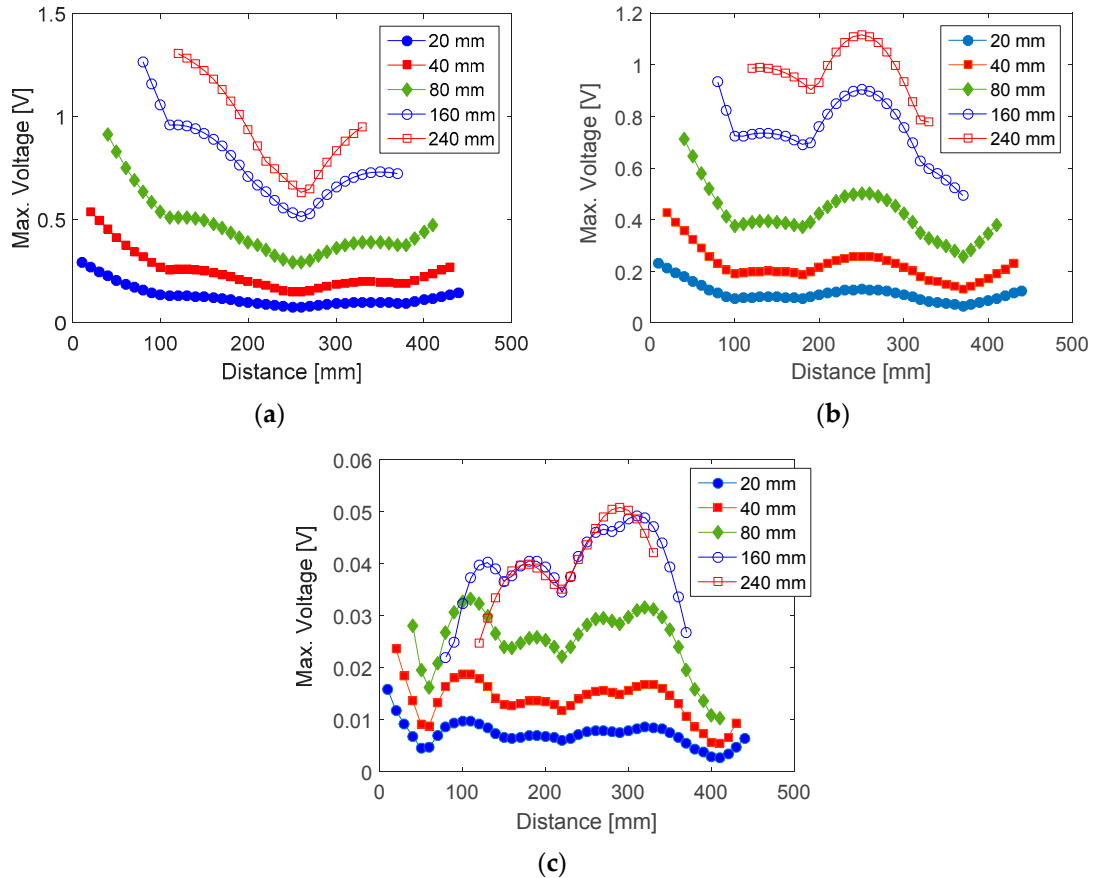 1.5
1
0.5
0
0 100 200 300 400 500
Max. Voltage [V]
Distance [mm]
20 mm
40 mm
80 mm
160 mm
240 mm
(a)
1.2
1
0.8
0.6
0.4
0.2
0
0 100 200 300 400 500
Max. Voltage [V]
Distance [mm]
20 mm
40 mm
80 mm
160 mm
240 mm
(b)
0.06
0.05
0.04
0.03
0.02
0.01
0
0 100 200 300 400 500
Max. Voltage [V]
Distance [mm]
20 mm
40 mm
80 mm
160 mm
240 mm
(c)